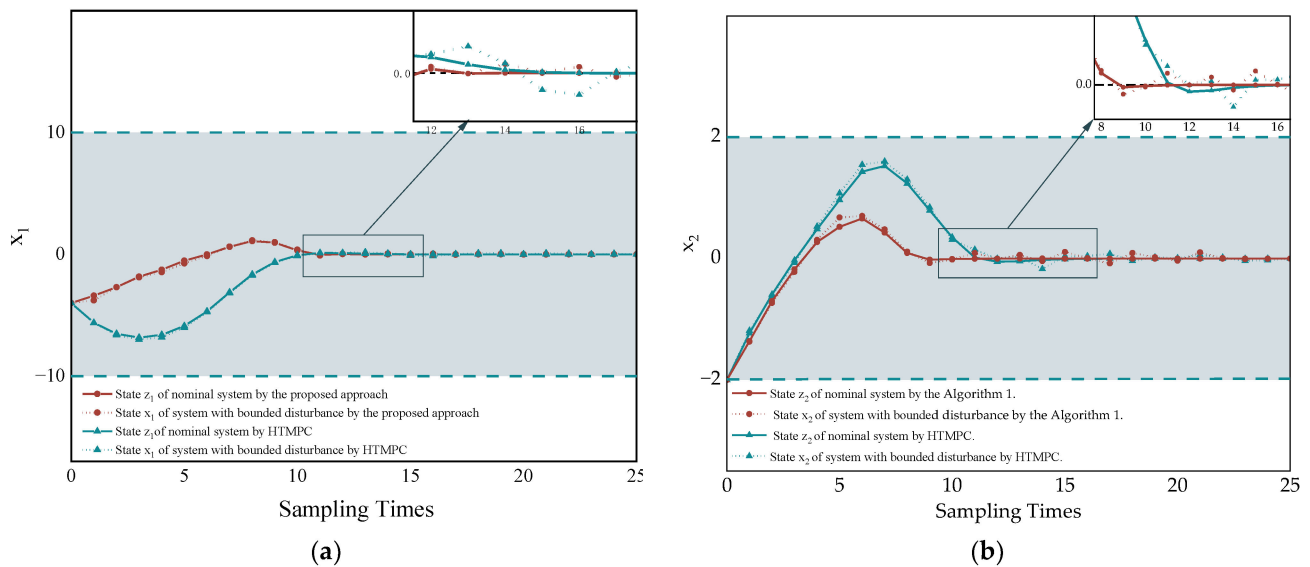 0.0
12
14
16
10
0
−10
x1
State z1 of nominal system by the proposed approach
State x1 of system with bounded disturbance by the proposed approach
State z1of nominal system by HTMPC
State x1 of system with bounded disturbance by HTMPC
0
5
10
15
20
25
Sampling Times
(a)
0.0
8
10
12
14
16
2
0
−2
x2
State z2 of nominal system by the Algorithm 1.
State x2 of system with bounded disturbance by the Algorithm 1.
State z2 of nominal system by HTMPC.
State x2 of system with bounded disturbance by HTMPC.
0
5
10
15
20
25
Sampling Times
(b)